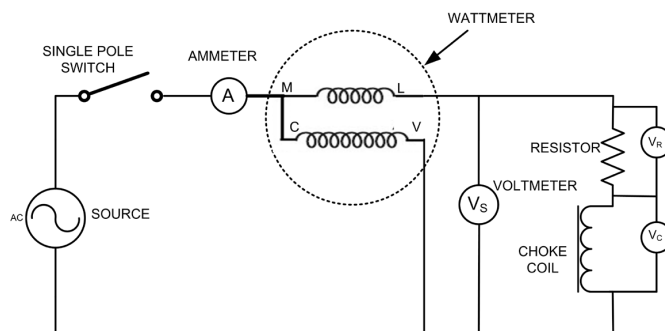 WATTMETER
SINGLE POLE
SWITCH
AMMETER
A
M
L
C
V
RESISTOR
VR
VOLTMETER
VS
AC
SOURCE
CHOKE
COIL
VC